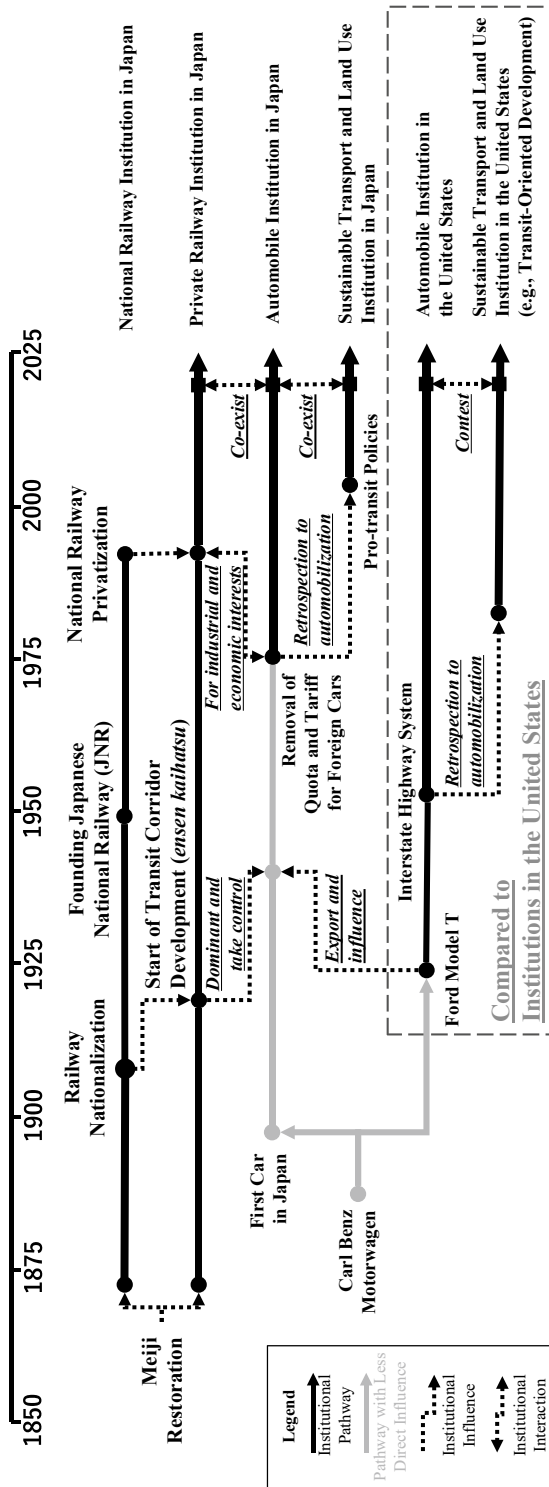 1850
1875
1900
1925
1950
1975
2000
2025
Meiji
Restoration
Railway
Nationalization
Founding Japanese
National Railway (JNR)
National Railway
Privatization
National Railway Institution in Japan
Start of Transit Corridor
Development (ensen kaihatsu)
Private Railway Institution in Japan
Dominant and
take control
For industrial and
economic interests
Co-exist
First Car
in Japan
Automobile Institution in Japan
Removal of
Quota and Tariff
for Foreign Cars
Retrospection to
automobilization
Co-exist
Carl Benz
Motorwagen
Export and
influence
Pro-transit Policies
Sustainable Transport and Land Use
Institution in Japan
Ford Model T
Interstate Highway System
Automobile Institution in
the United States
Retrospection to
automobilization
Contest
Sustainable Transport and Land Use
Institution in the United States
(e.g., Transit-Oriented Development)
Compared to
Institutions in the United States
Legend
Institutional
Pathway
Pathway with Less
Direct Influence
Institutional
Influence
Institutional
Interaction